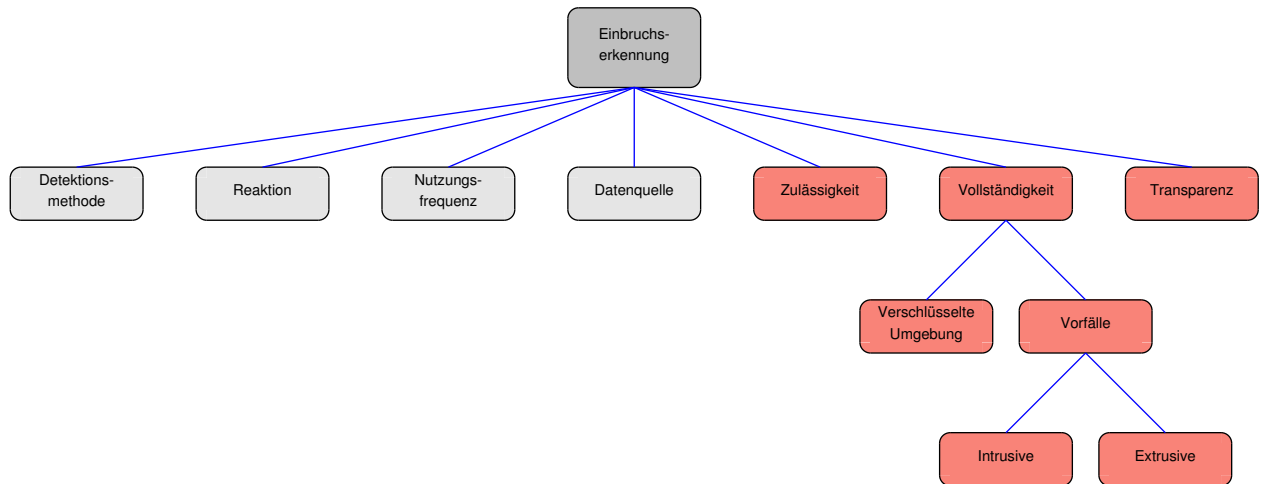 Einbruchs-
erkennung
Detektions-
methode
Reaktion
Nutzungs-
frequenz
Datenquelle
Zulässigkeit
Vollständigkeit
Transparenz
Verschlüsselte
Umgebung
Vorfälle
Intrusive
Extrusive